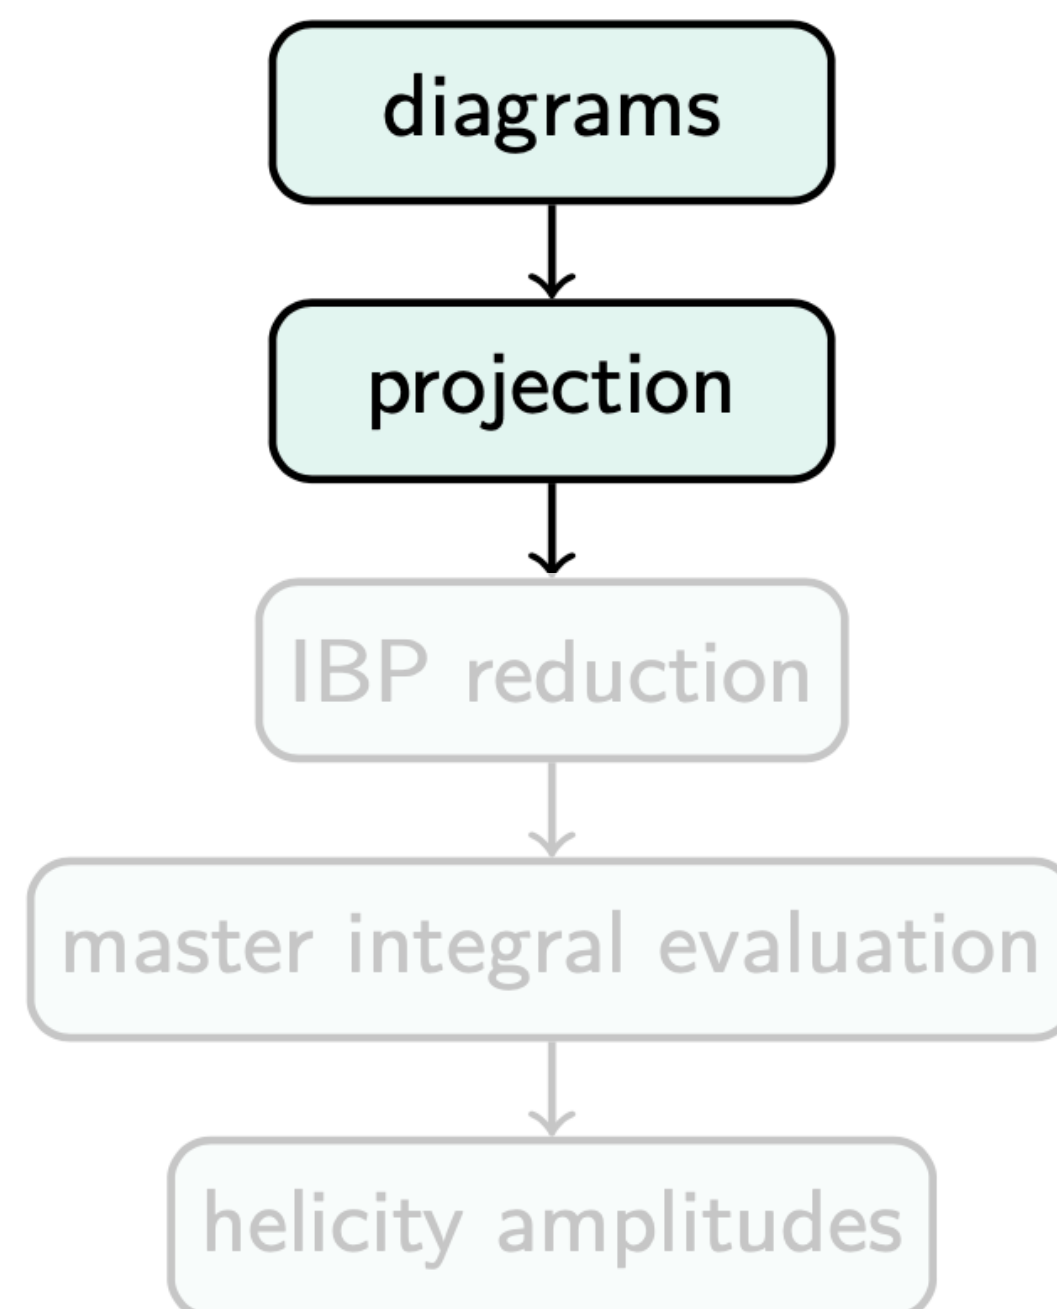 diagrams
projection
IBP reduction
master integral evaluation
helicity amplitudes